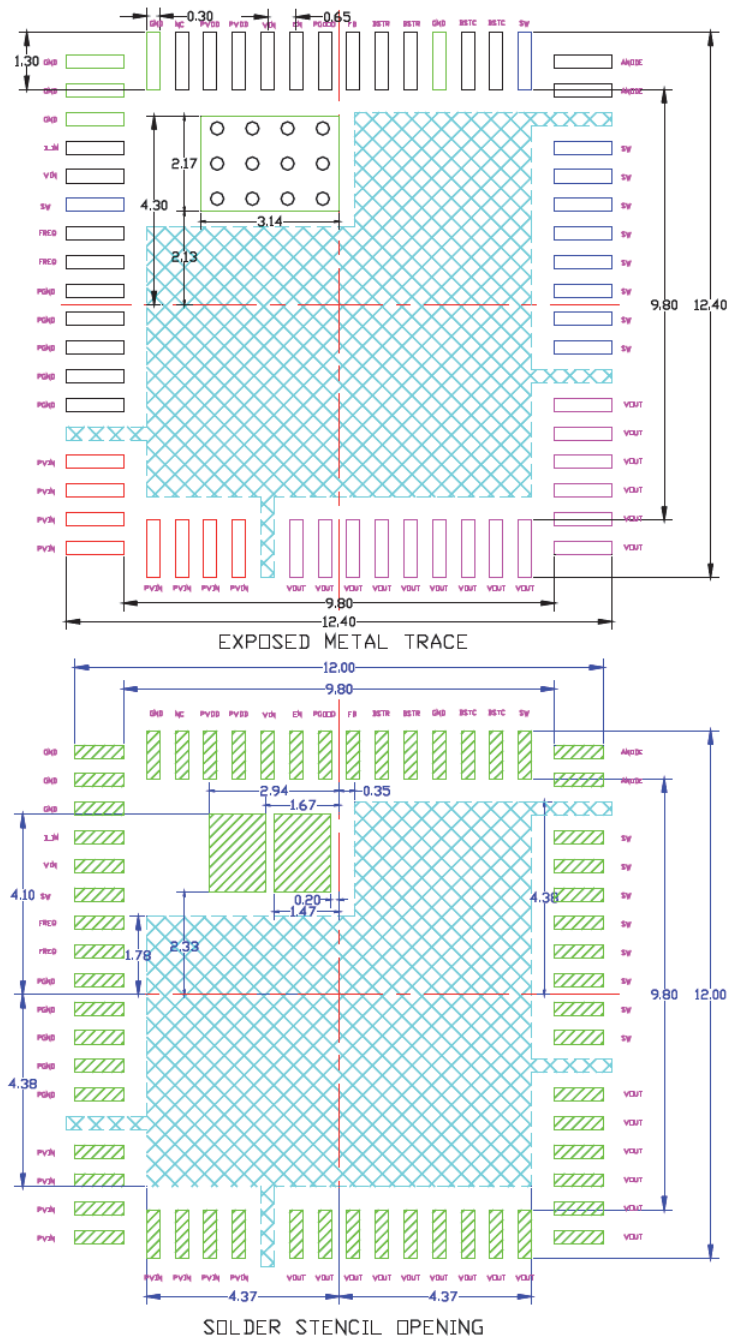 0.30
0.65
GND NC PVDD PVDD VIN EN PGOOD FB BSTR BSTR GND BSTC BSTC SW
1.30
GND
GND
GND
VIN
SW
FREQ
FREQ
PGND
PGND
PGND
PGND
PGND
PVIN
PVIN
PVIN
PVIN
ANODE
ANODE
SW
SW
SW
SW
SW
SW
SW
SW
VOUT
VOUT
VOUT
VOUT
VOUT
VOUT
2.17
4.30
3.14
2.13
9.80
12.40
PVIN PVIN PVIN PVIN VOUT VOUT VOUT VOUT VOUT VOUT VOUT VOUT VOUT
9.80
12.40
EXPOSED METAL TRACE
12.00
9.80
GND NC PVDD PVDD VIN EN PGOOD FB BSTR BSTR GND BSTC BSTC SW
GND
GND
GND
VIN
SW
FREQ
FREQ
PGND
PGND
PGND
PGND
PGND
PVIN
PVIN
PVIN
PVIN
ANODE
ANODE
SW
SW
SW
SW
SW
SW
SW
SW
VOUT
VOUT
VOUT
VOUT
VOUT
VOUT
2.94
0.35
1.67
4.10
0.20
1.47
4.38
2.33
1.78
9.80
12.00
4.38
PVIN PVIN PVIN PVIN VOUT VOUT VOUT VOUT VOUT VOUT VOUT VOUT VOUT
4.37
4.37
SOLDER STENCIL OPENING